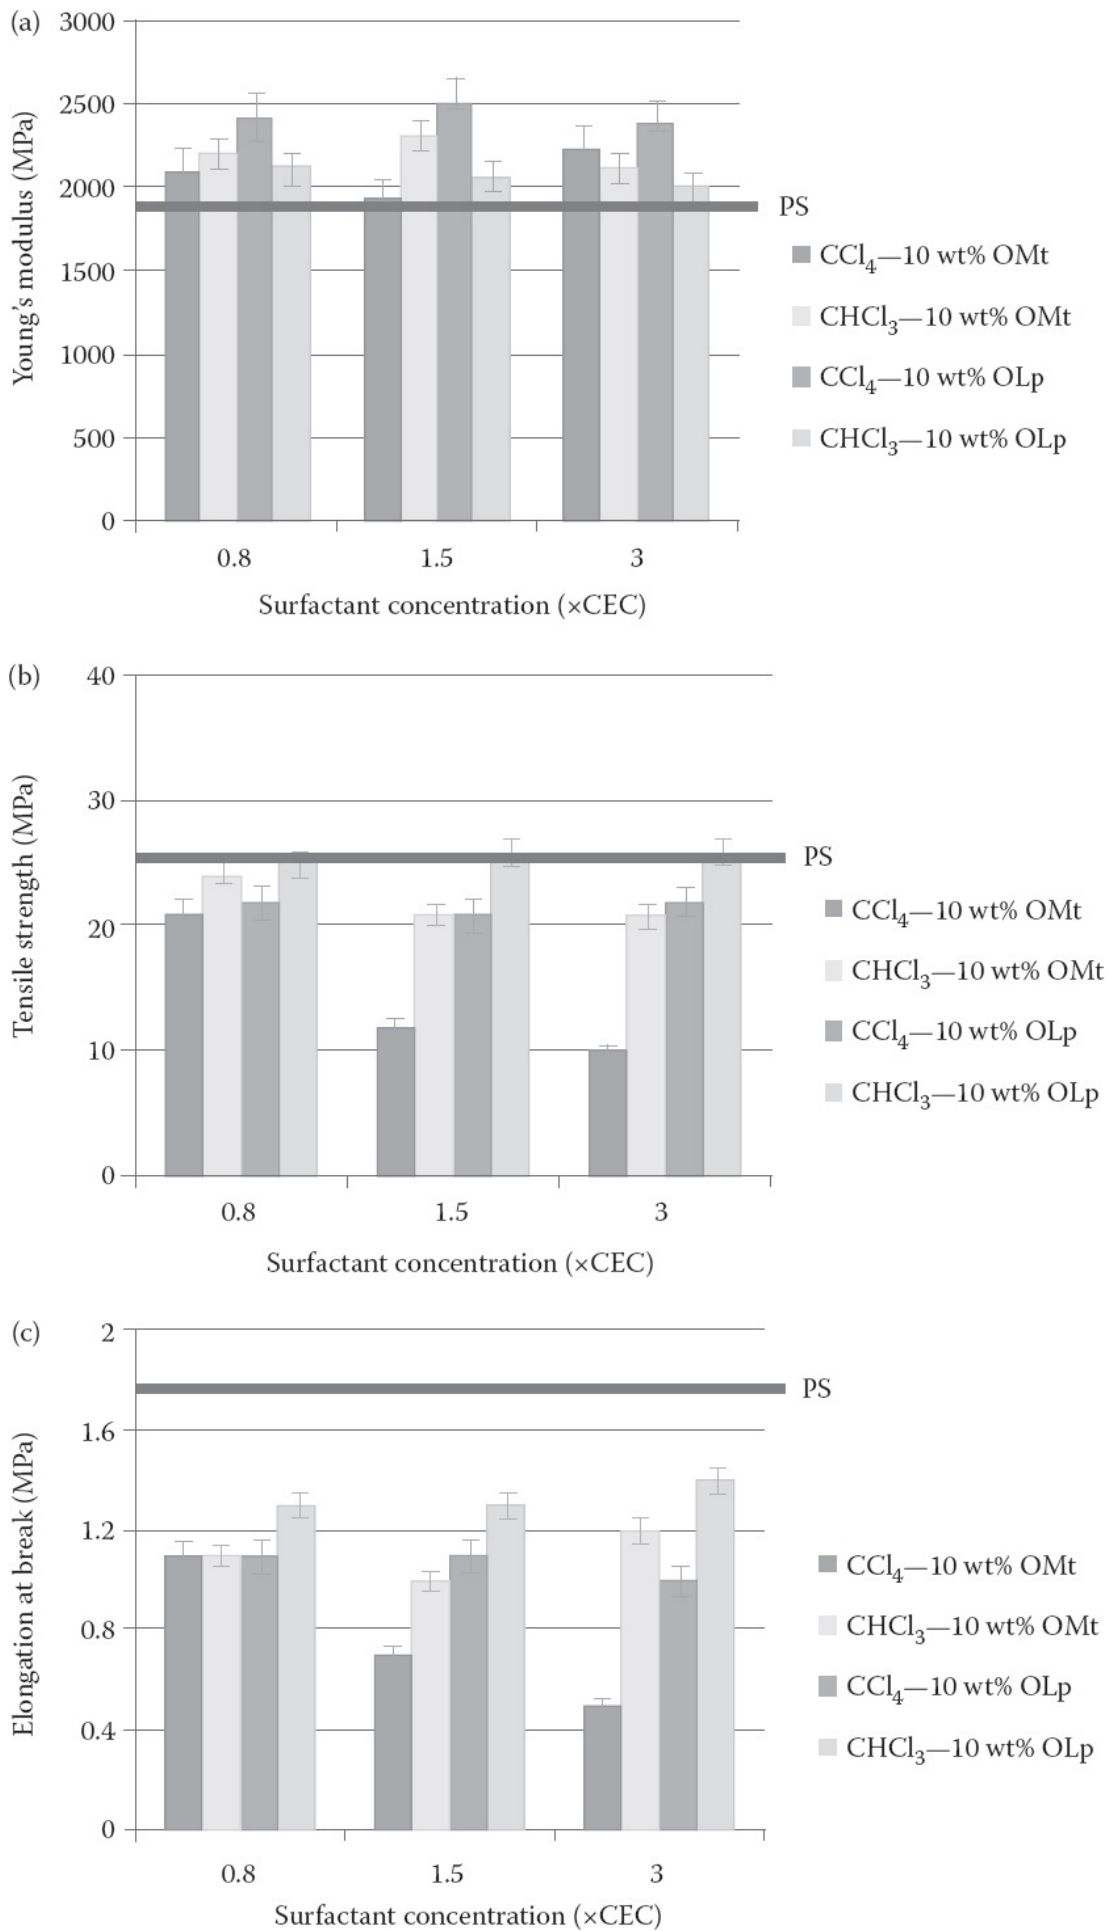 (a)
Young's modulus (MPa)
3000
2500
2000
1500
1000
500
0
0.8
1.5
3
Surfactant concentration (×CEC)
PS
CCl₄—10 wt% OMt
CHCl₃—10 wt% OMt
CCl₄—10 wt% OLp
CHCl₃—10 wt% OLp
(b)
Tensile strength (MPa)
40
30
20
10
0
0.8
1.5
3
Surfactant concentration (×CEC)
PS
CCl₄—10 wt% OMt
CHCl₃—10 wt% OMt
CCl₄—10 wt% OLp
CHCl₃—10 wt% OLp
(c)
Elongation at break (MPa)
2
1.6
1.2
0.8
0.4
0
0.8
1.5
3
Surfactant concentration (×CEC)
PS
CCl₄—10 wt% OMt
CHCl₃—10 wt% OMt
CCl₄—10 wt% OLp
CHCl₃—10 wt% OLp